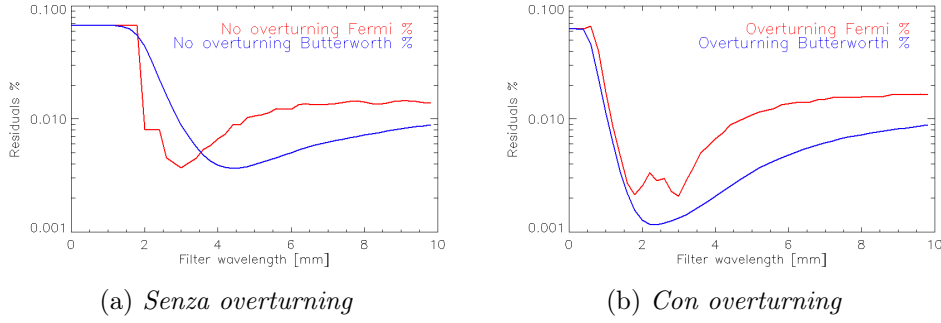 0.100
No overturning Fermi %
No overturning Butterworth %
0.010
0.001
Residuals %
0 2 4 6 8 10
Filter wavelength [mm]
(a) Senza overturning
0.100
Overturning Fermi %
Overturning Butterworth %
0.010
0.001
Residuals %
0 2 4 6 8 10
Filter wavelength [mm]
(b) Con overturning